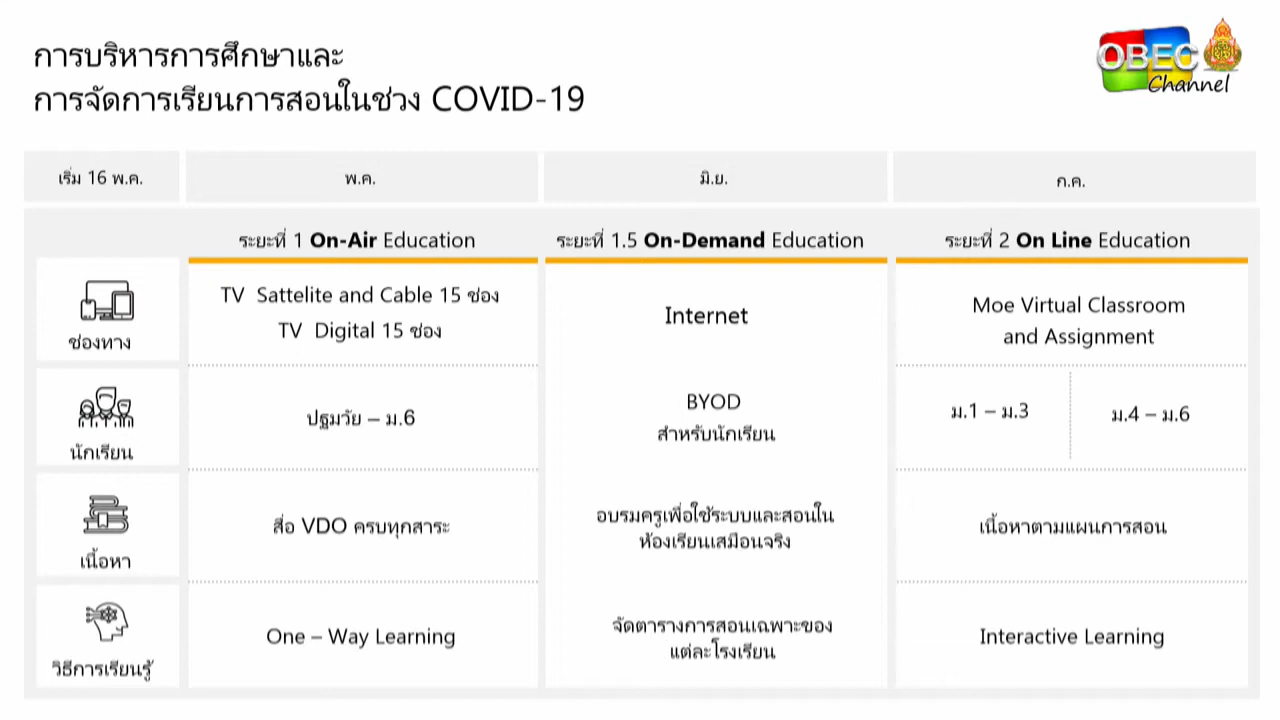 การบริหารการศึกษาและ
การจัดการเรียนการสอนในช่วง COVID-19
OBEC
Channel
เริ่ม 16 พ.ค.
พ.ค.
มิ.ย.
ก.ค.
ระยะที่ 1 On-Air Education
ระยะที่ 1.5 On-Demand Education
ระยะที่ 2 On Line Education
ช่องทาง
TV Sattelite and Cable 15 ช่อง
TV Digital 15 ช่อง
Internet
Moe Virtual Classroom
and Assignment
นักเรียน
ปฐมวัย – ม.6
BYOD
สำหรับนักเรียน
ม.1 – ม.3
ม.4 – ม.6
เนื้อหา
สื่อ VDO ครบทุกสาระ
อบรมครูเพื่อใช้ระบบและสอนใน
ห้องเรียนเสมือนจริง
เนื้อหาตามแผนการสอน
วิธีการเรียนรู้
One – Way Learning
จัดตารางการสอนเฉพาะของ
แต่ละโรงเรียน
Interactive Learning